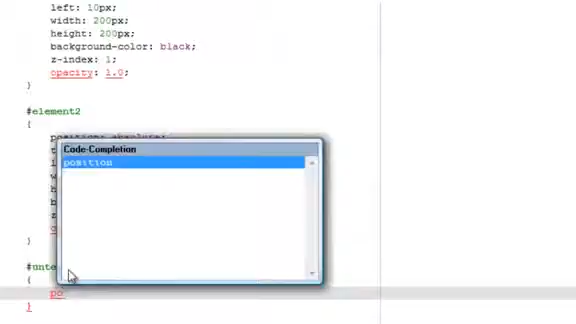 left: 10px;
width: 200px;
height: 200px;
background-color: black;
z-index: 1;
opacity: 1.0;
}
#element2
{
position: absolute;
Code-Completion
position
}
#unte
{
po
}